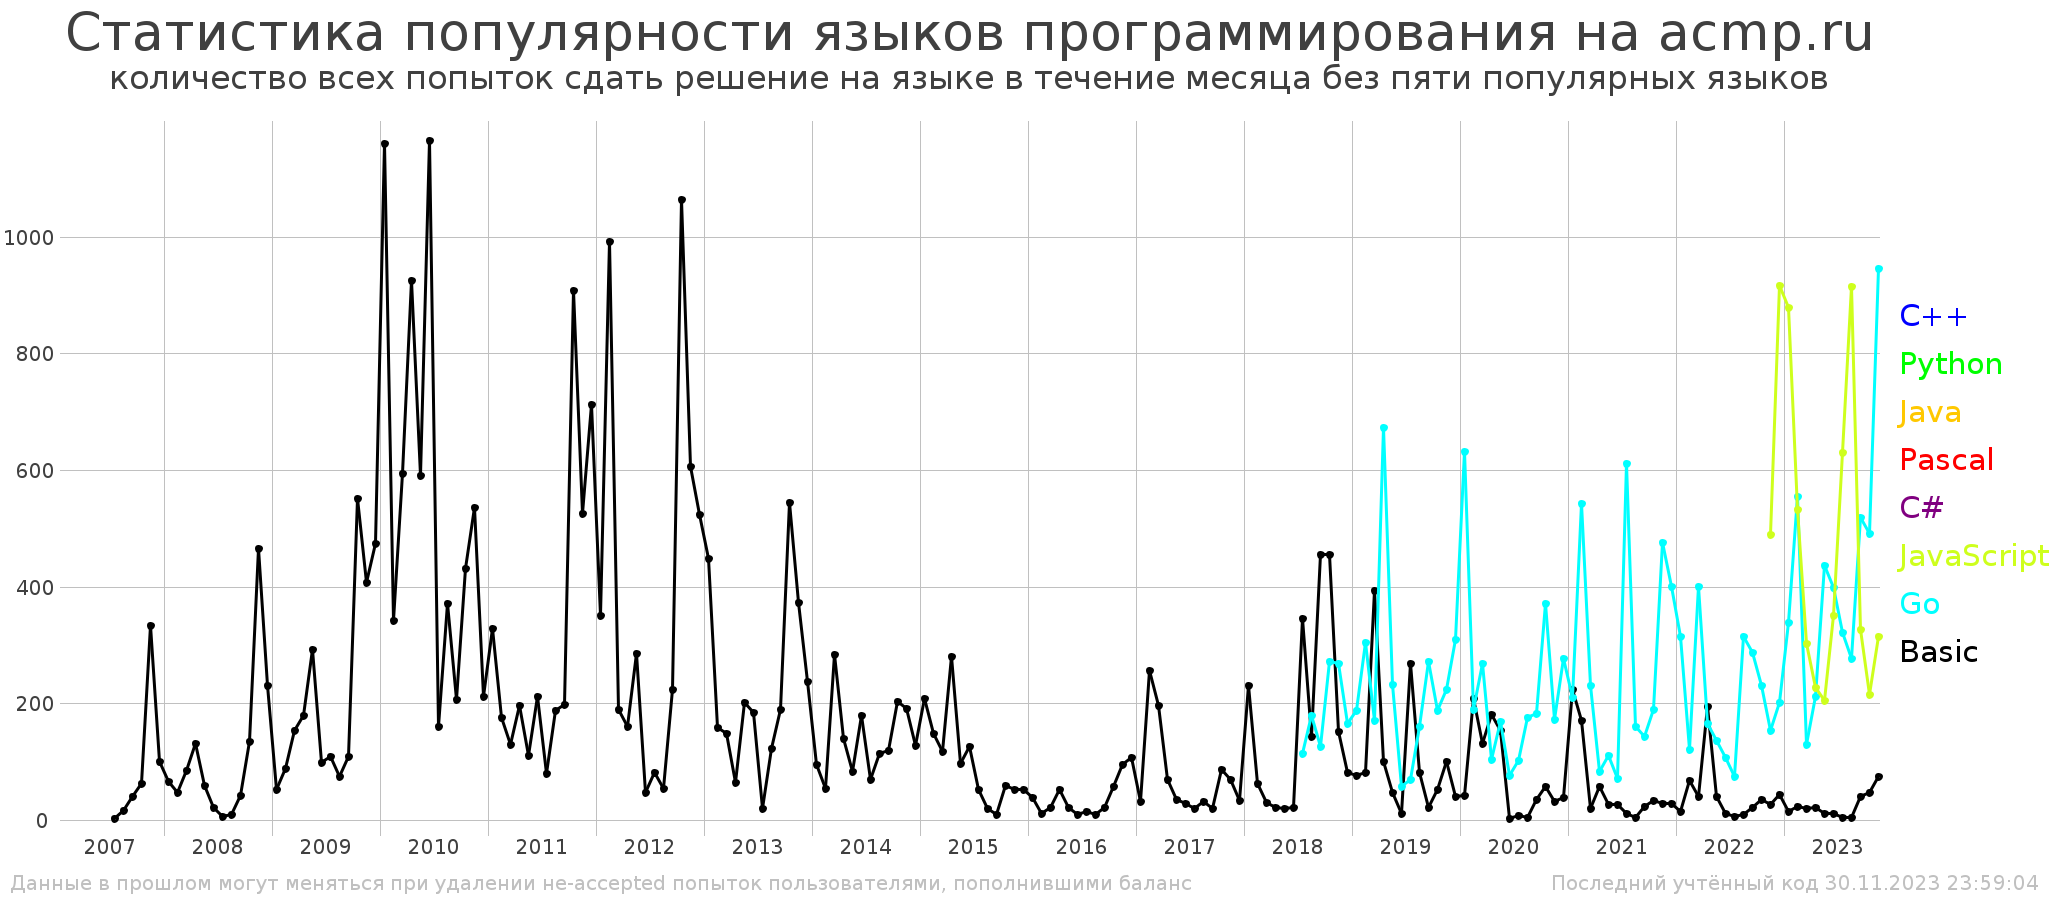 Статистика популярности языков программирования на acmp.ru
количество всех попыток сдать решение на языке в течение месяца без пяти популярных языков
1000
800
600
400
200
0
C++
Python
Java
Pascal
C#
JavaScript
Go
Basic
2007 2008 2009 2010 2011 2012 2013 2014 2015 2016 2017 2018 2019 2020 2021 2022 2023
Данные в прошлом могут меняться при удалении не-accepted попыток пользователями, пополнившими баланс
Последний учтённый код 30.11.2023 23:59:04